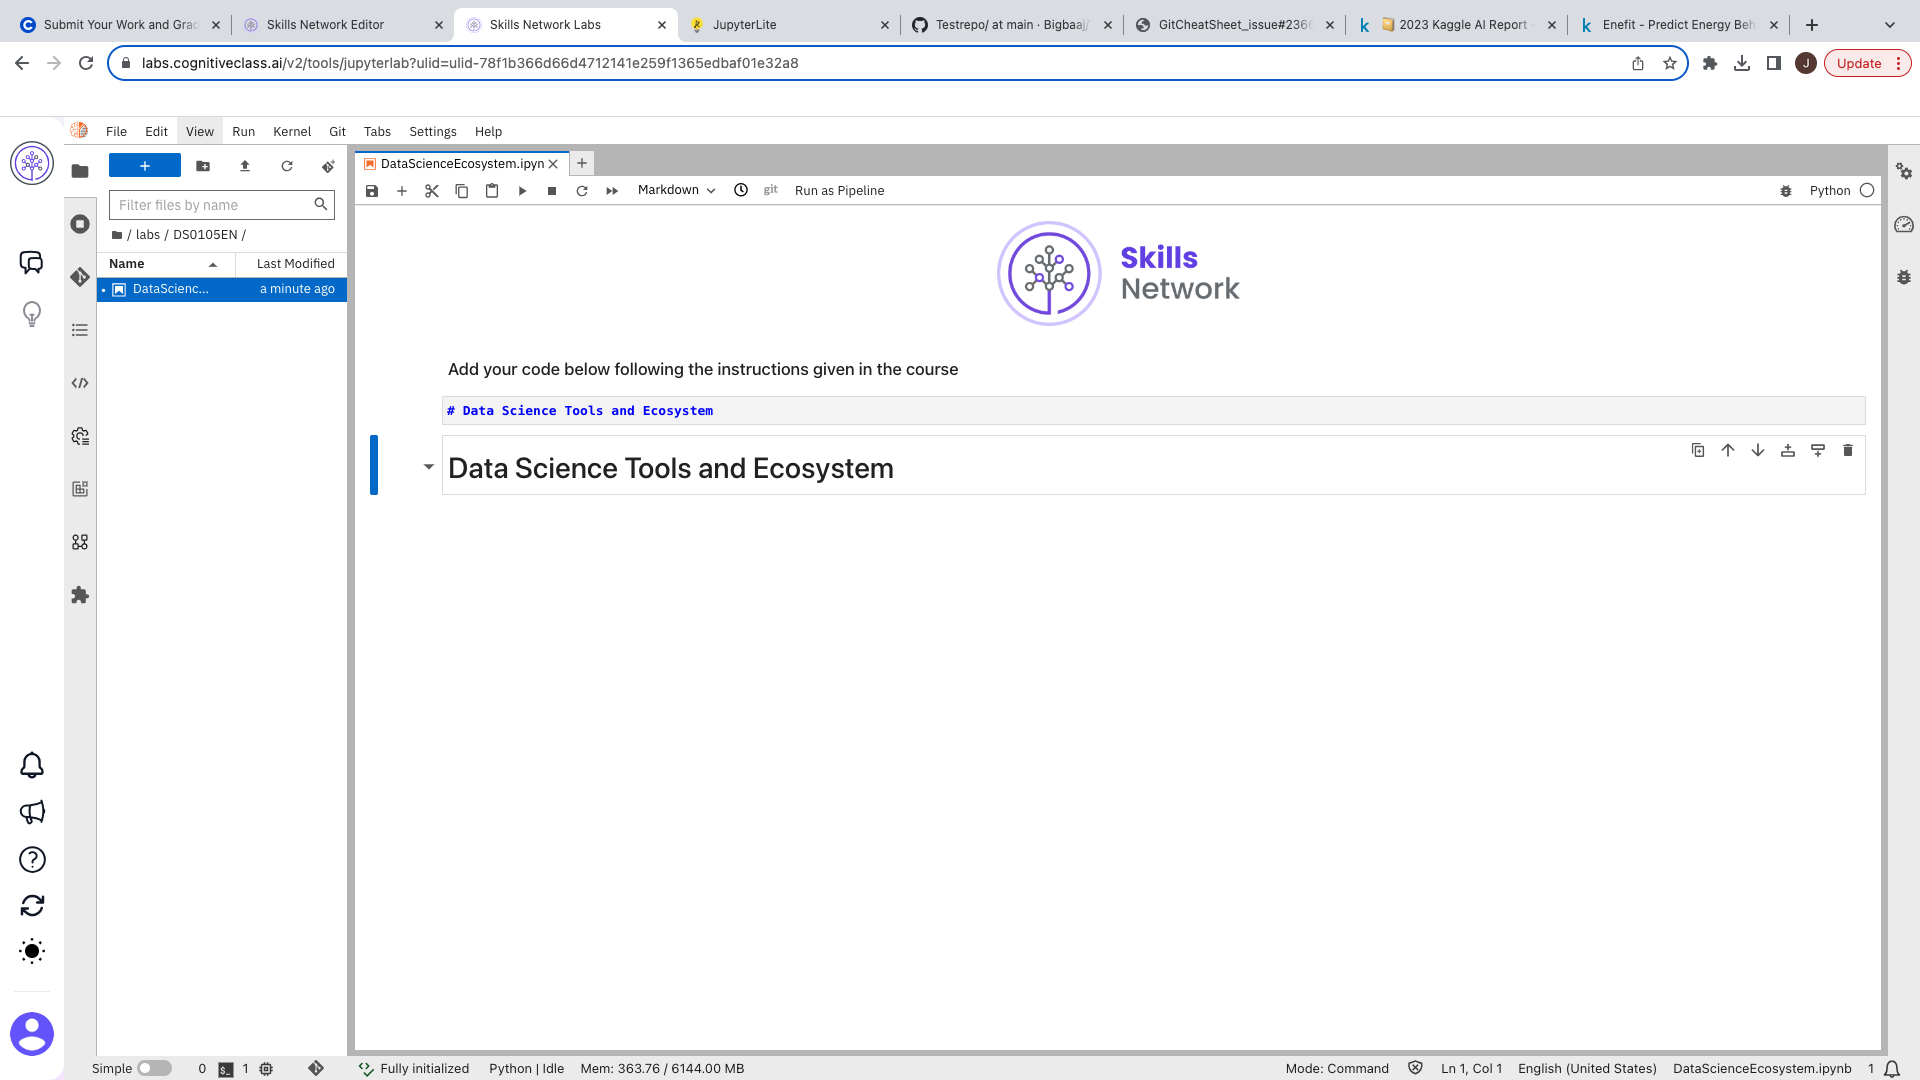 Submit Your Work and Grad
Skills Network Editor
Skills Network Labs
JupyterLite
Testrepo/ at main · Bigbaaj/
GitCheatSheet_issue#236
2023 Kaggle AI Report -
Enefit - Predict Energy Beh
labs.cognitiveclass.ai/v2/tools/jupyterlab?ulid=ulid-78f1b366d66d4712141e259f1365edbaf01e32a8
J
Update
File Edit View Run Kernel Git Tabs Settings Help
DataScienceEcosystem.ipyn
Markdown
git
Run as Pipeline
Python
Filter files by name
/ labs / DS0105EN /
Name
Last Modified
DataScienc...
a minute ago
Skills
Network
Add your code below following the instructions given in the course
# Data Science Tools and Ecosystem
Data Science Tools and Ecosystem
Simple
0
$_
1
Fully initialized
Python | Idle
Mem: 363.76 / 6144.00 MB
Mode: Command
Ln 1, Col 1
English (United States)
DataScienceEcosystem.ipynb
1